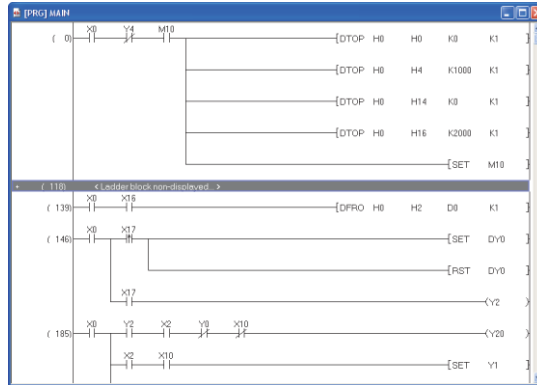 [PRG] MAIN
X0 Y4 M10
( 0) [DTOP H0 H0 K0 K1 ]
[DTOP H0 H4 K1000 K1 ]
[DTOP H0 H14 K0 K1 ]
[DTOP H0 H16 K2000 K1 ]
[SET M10 ]
+ ( 118) <Ladder block non-displayed... >
X0 X16
( 139) [DFRO H0 H2 D0 K1 ]
X0 X17
( 146) [SET DY0 ]
[RST DY0 ]
X17
(Y2 )
X0 Y2 X2 Y0 X10
( 185) (Y20 )
X2 X10
[SET Y1 ]